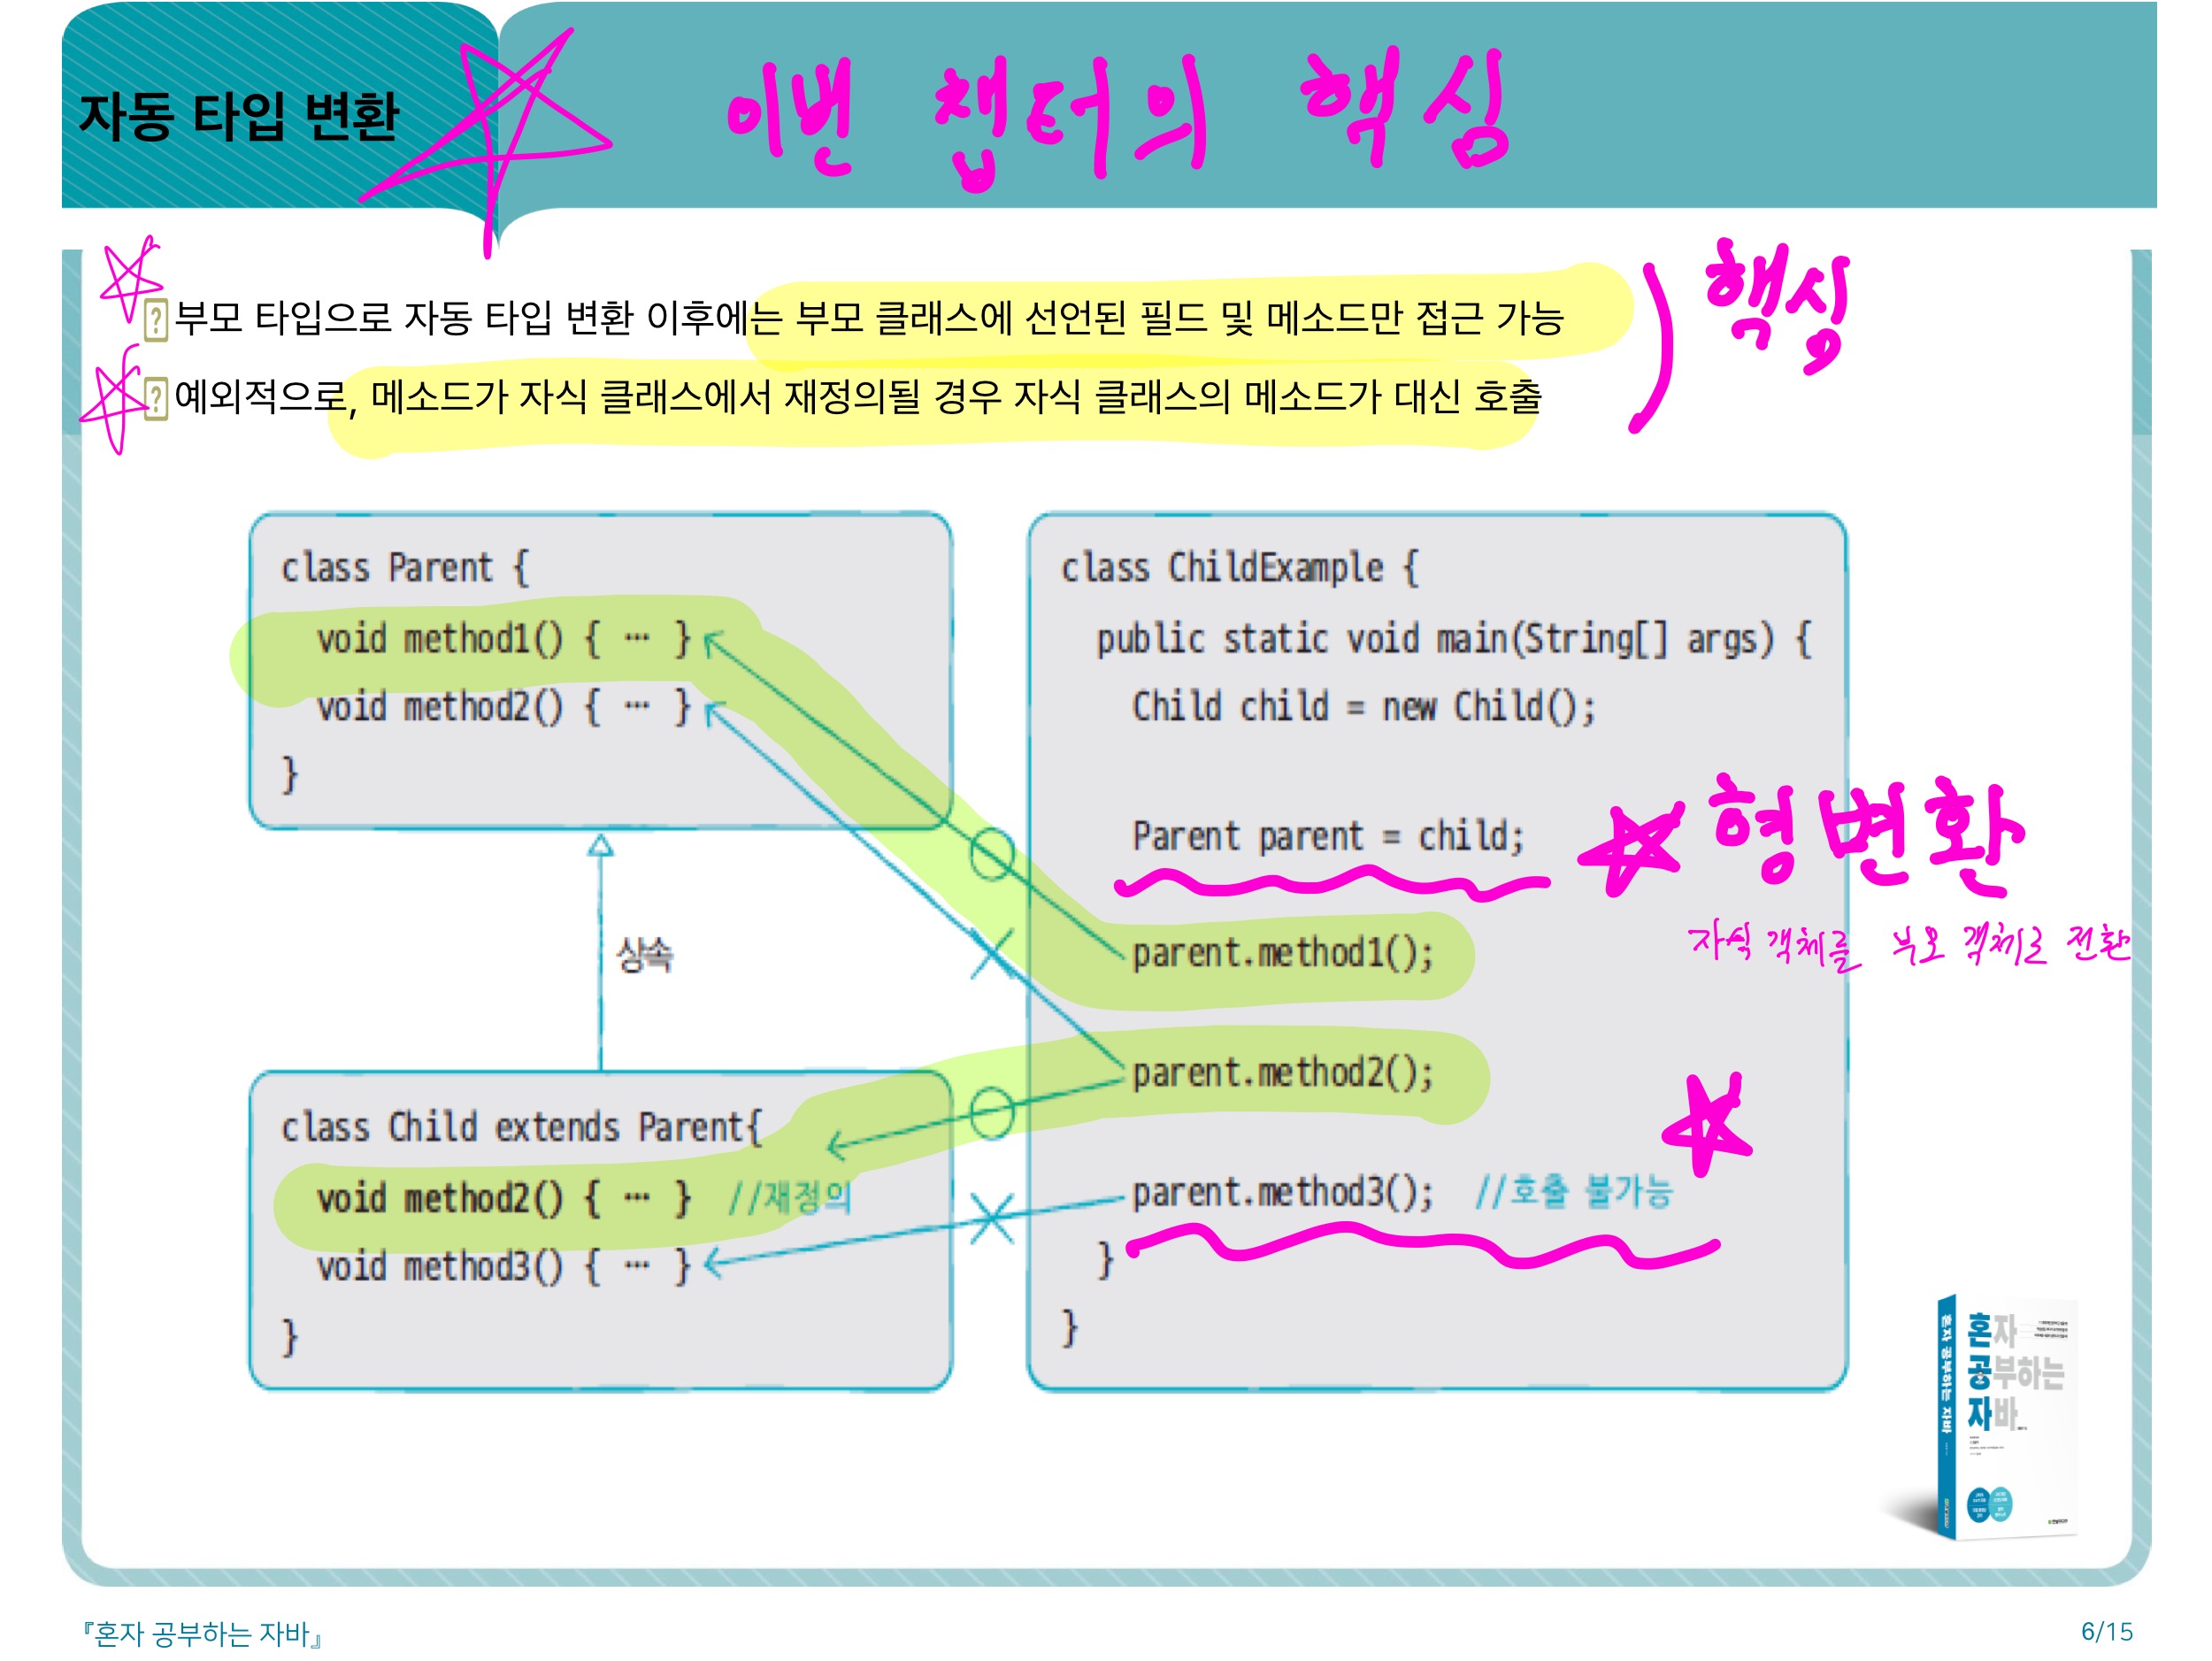 자동 타입 변환
이번 챕터의 핵심
부모 타입으로 자동 타입 변환 이후에는 부모 클래스에 선언된 필드 및 메소드만 접근 가능
예외적으로, 메소드가 자식 클래스에서 재정의될 경우 자식 클래스의 메소드가 대신 호출
핵심
class Parent {
void method1() { ··· }
void method2() { ··· }
}
상속
class Child extends Parent{
void method2() { ··· } //재정의
void method3() { ··· }
}
class ChildExample {
public static void main(String[] args) {
Child child = new Child();
Parent parent = child;
형변환
자식 객체를 부모 객체로 전환
parent.method1();
parent.method2();
parent.method3(); //호출 불가능
}
}
혼자 공부하는 자바
혼자
공부하는
자바
『혼자 공부하는 자바』
6/15